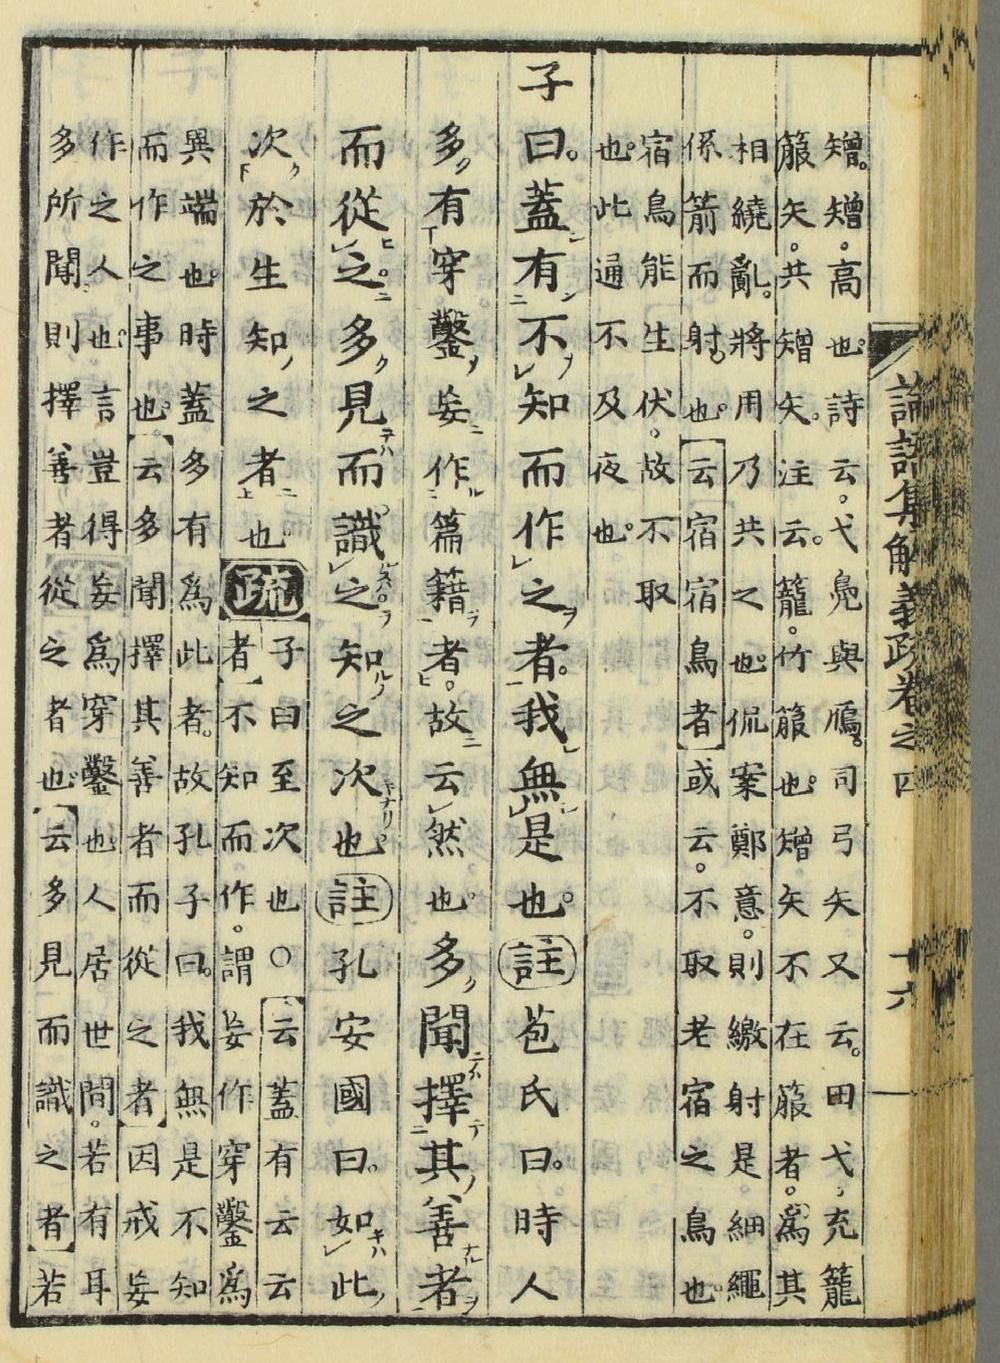 矰。矰。高也。詩云。弋鳧與鴈。司弓矢又云。田弋。充籠
箙矢。共矰矢。注云。籠。竹箙也。矰矢不在箙者。為其
相繞亂。將用乃共之也。侃案鄭意。則繳射是細繩
係箭而射也。【云宿宿鳥者】或云。不取老宿之鳥也。
宿鳥能生伏。故不取
也。此通不及夜也。
子曰。蓋有不知而作之者。我無是也。註苞氏曰。時人
多有穿鑿妄作篇籍者。故云然也。多聞擇其善者
而從之。多見而識之知之次也註孔安國曰。如此
次於生知之者也。疏
子曰至次也〇【云蓋有云云
者】不知而作。謂妄作穿鑿爲
異端也。時蓋多有爲此者。故孔子曰。我無是不知
而作之事也。【云多聞擇其善者而從之者】因戒妄
作之人也。言豈得妄爲穿鑿也人居世間。若有耳
多所聞。則擇善者從之者也。【云多見而識之者】若
論語集解義疏卷之四
十六